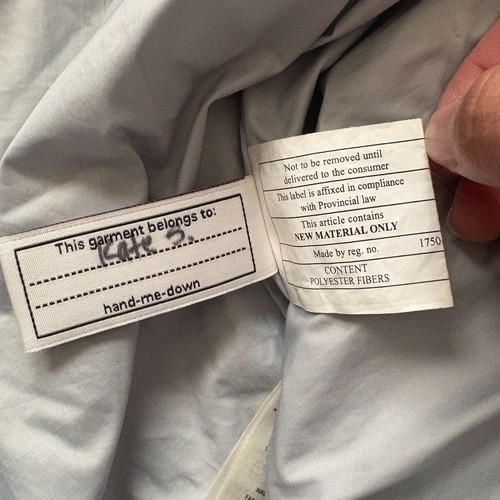 This garment belongs to:
Kate S.
hand-me-down
Not to be removed until
delivered to the consumer
This label is affixed in compliance
with Provincial law
This article contains
NEW MATERIAL ONLY
Made by reg. no. 1750
CONTENT
POLYESTER FIBERS